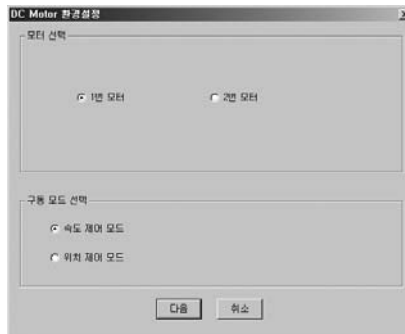 DC Motor 환경설정
모터 선택
1번 모터
2번 모터
구동 모드 선택
속도 제어 모드
위치 제어 모드
다음
취소